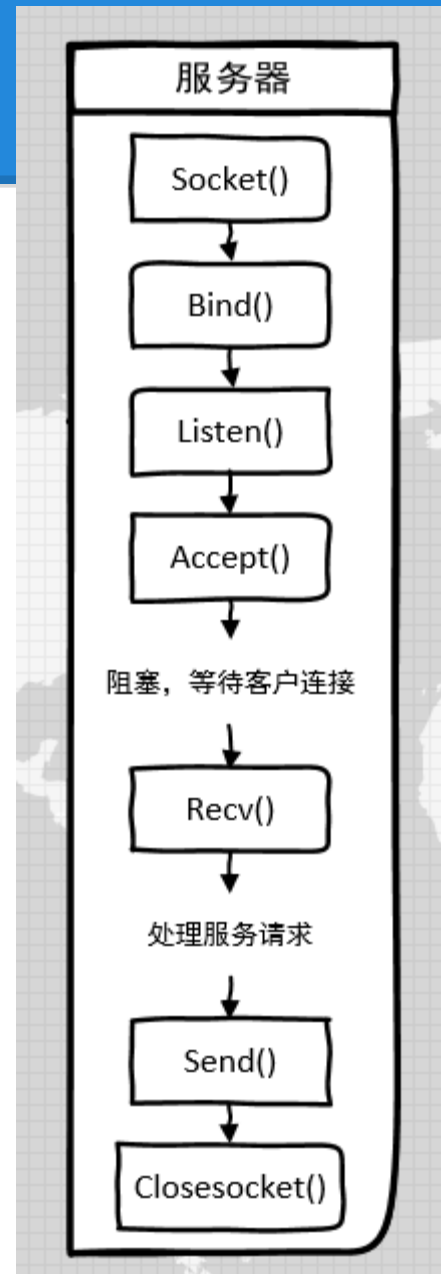 服务器
Socket()
Bind()
Listen()
Accept()
阻塞，等待客户连接
Recv()
处理服务请求
Send()
Closesocket()